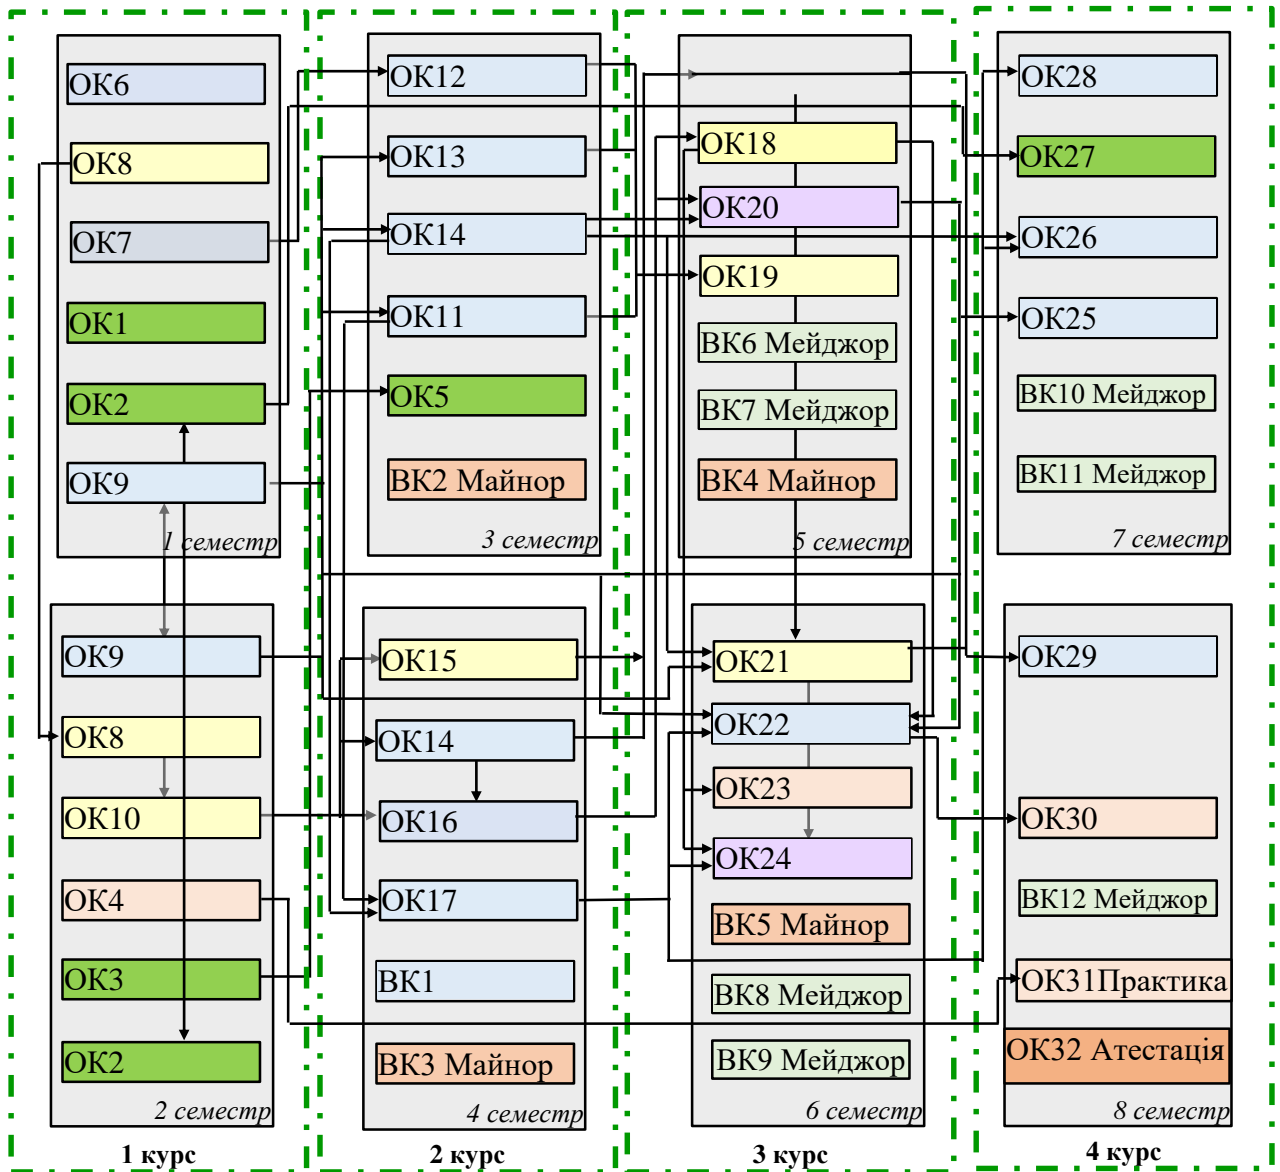 ОК6
ОК8
ОК7
ОК1
ОК2
ОК9
1 семестр
ОК9
ОК8
ОК10
ОК4
ОК3
ОК2
2 семестр
1 курс
ОК12
ОК13
ОК14
ОК11
ОК5
ВК2 Майнор
3 семестр
ОК15
ОК14
ОК16
ОК17
ВК1
ВК3 Майнор
4 семестр
2 курс
ОК18
ОК20
ОК19
ВК6 Мейджор
ВК7 Мейджор
ВК4 Майнор
5 семестр
ОК21
ОК22
ОК23
ОК24
ВК5 Майнор
ВК8 Мейджор
ВК9 Мейджор
6 семестр
3 курс
ОК28
ОК27
ОК26
ОК25
ВК10 Мейджор
ВК11 Мейджор
7 семестр
ОК29
ОК30
ВК12 Мейджор
ОК31Практика
ОК32 Атестація
8 семестр
4 курс